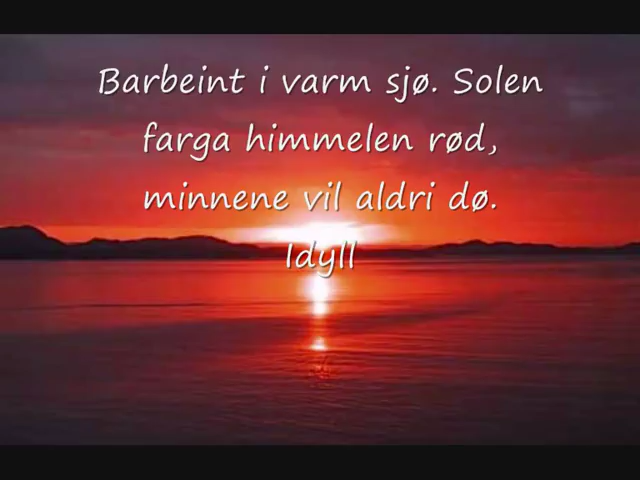 Barbeint i varm sjø. Solen
farga himmelen rød,
minnene vil aldri dø.
Idyll